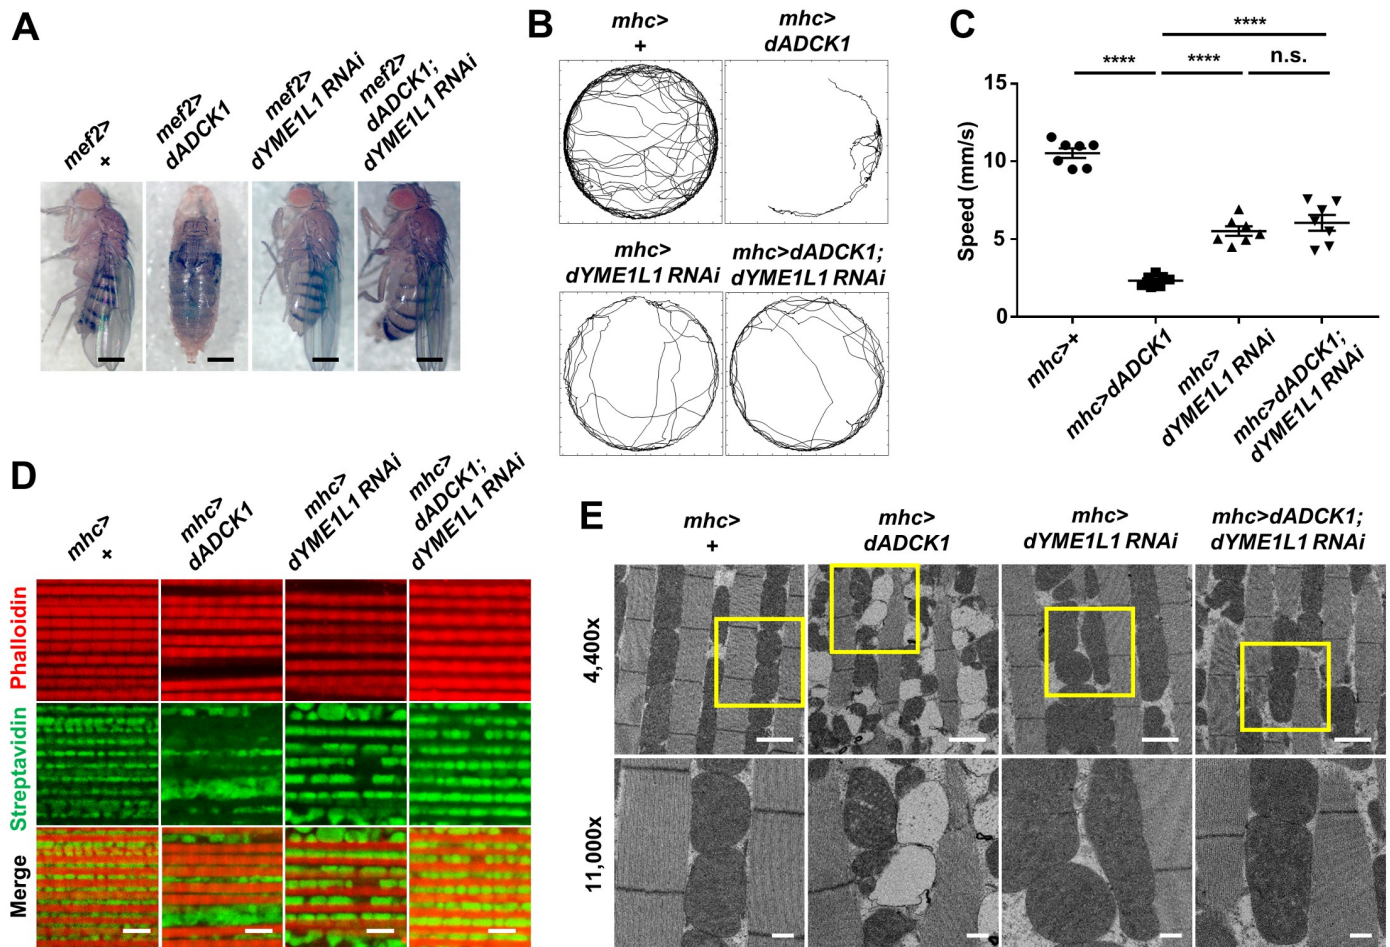 A
mef2>
+
mef2>
dADCK1
mef2>
dYME1L1 RNAi
mef2>
dADCK1;
dYME1L1 RNAi
B
mhc>
+
mhc>
dADCK1
mhc>
dYME1L1 RNAi
mhc>dADCK1;
dYME1L1 RNAi
C
****
****
****
n.s.
Speed (mm/s)
15
10
5
0
mhc>+
mhc>dADCK1
mhc>
dYME1L1 RNAi
mhc>dADCK1;
dYME1L1 RNAi
D
mhc>
+
mhc>
dADCK1
mhc>
dYME1L1 RNAi
mhc>
dADCK1;
dYME1L1 RNAi
Phalloidin
Streptavidin
Merge
E
mhc>
+
mhc>
dADCK1
mhc>
dYME1L1 RNAi
mhc>dADCK1;
dYME1L1 RNAi
4,400x
11,000x